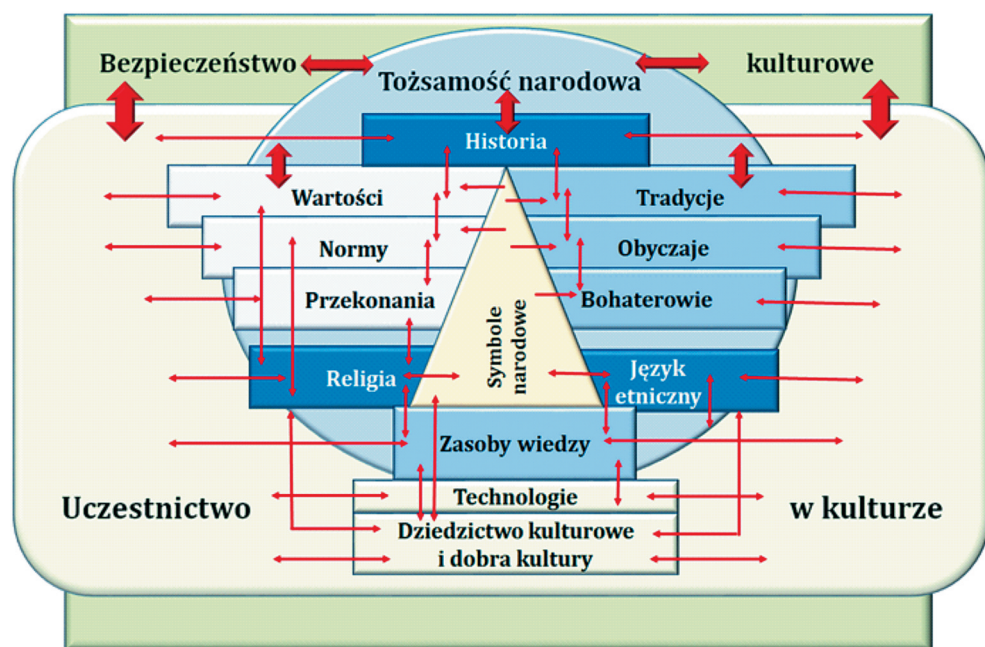 Bezpieczeństwo
kulturowe
Tożsamość narodowa
Historia
Wartości
Tradycje
Normy
Obyczaje
Przekonania
Bohaterowie
Symbole
narodowe
Religia
Język
etniczny
Zasoby wiedzy
Technologie
Uczestnictwo
w kulturze
Dziedzictwo kulturowe
i dobra kultury